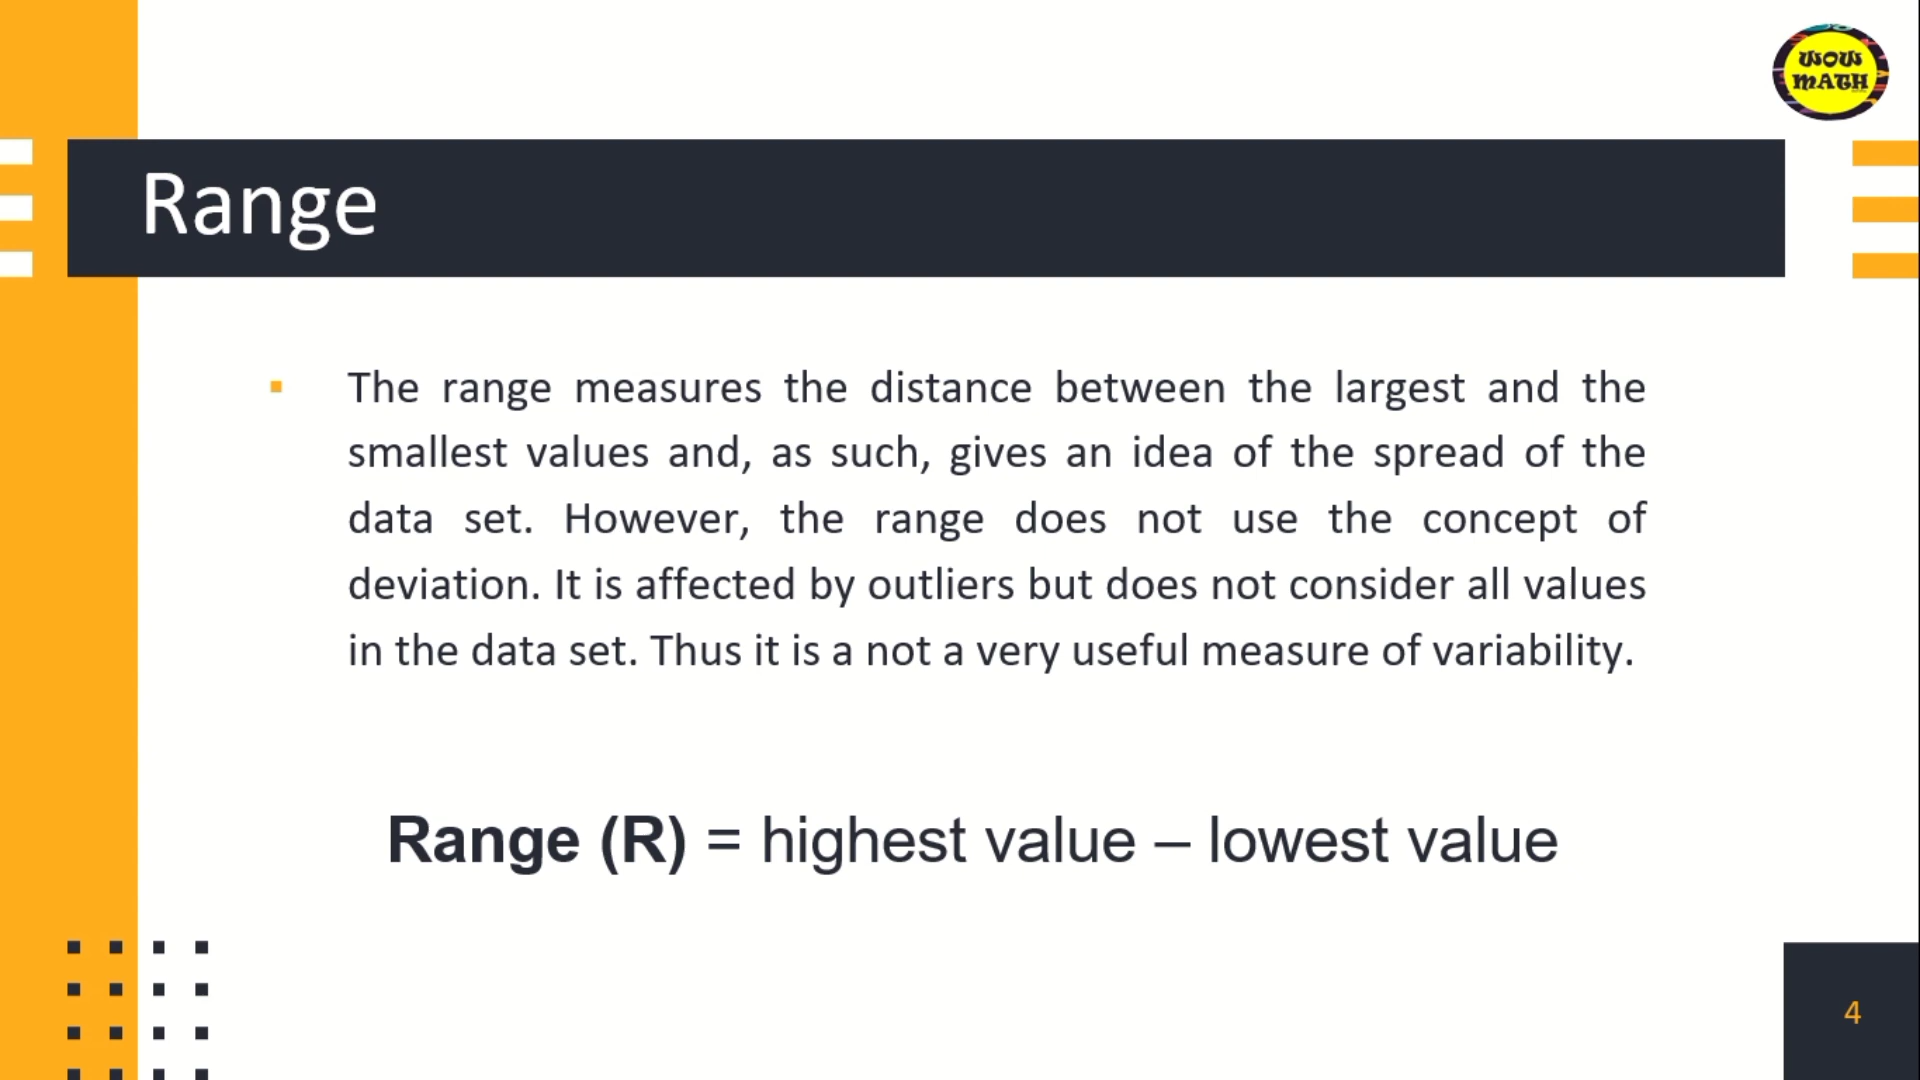 WOW
MATH
Range
▪ The range measures the distance between the largest and the
smallest values and, as such, gives an idea of the spread of the
data set. However, the range does not use the concept of
deviation. It is affected by outliers but does not consider all values
in the data set. Thus it is a not a very useful measure of variability.
Range (R) = highest value – lowest value
4